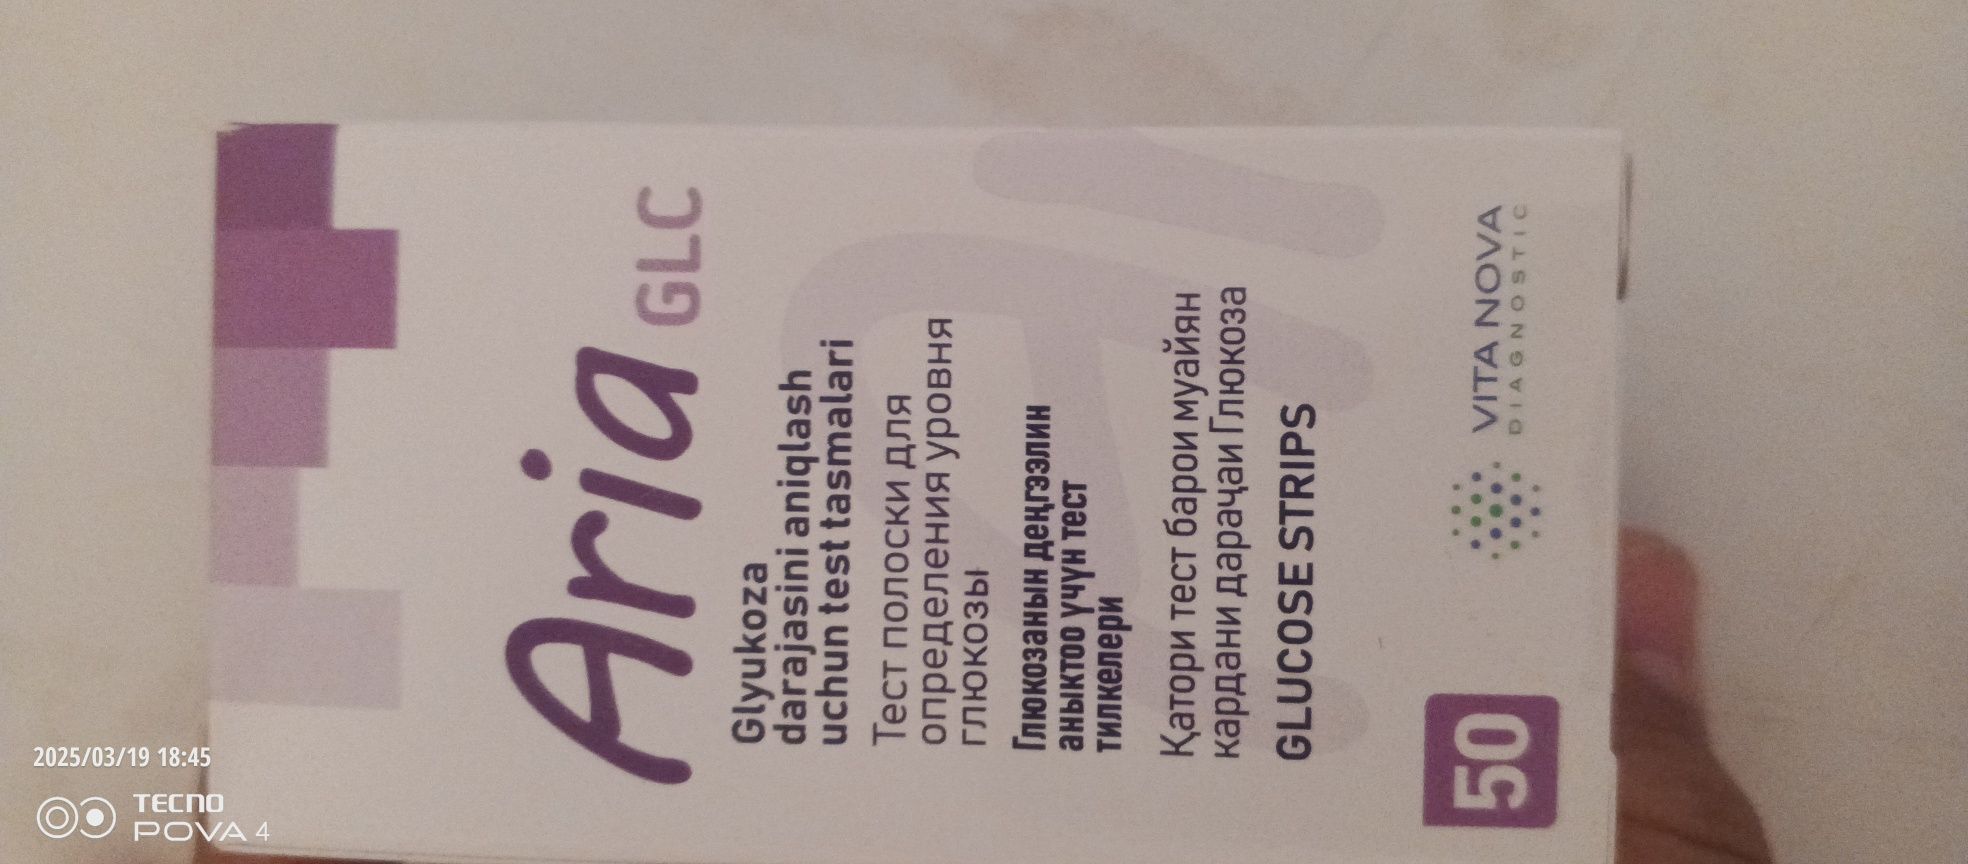 Aria GLC
Glyukoza
darajasini aniqlash
uchun test tasmalari
Тест полоски для
определения уровня
глюкозы
Глюкозанын деңгээлин
аныктоо үчүн тест
тилкелери
Қатори тест барои муайян
кардани дараҷаи Глюкоза
GLUCOSE STRIPS
50
VITA NOVA
DIAGNOSTIC
2025/03/19 18:45
TECNO
POVA 4